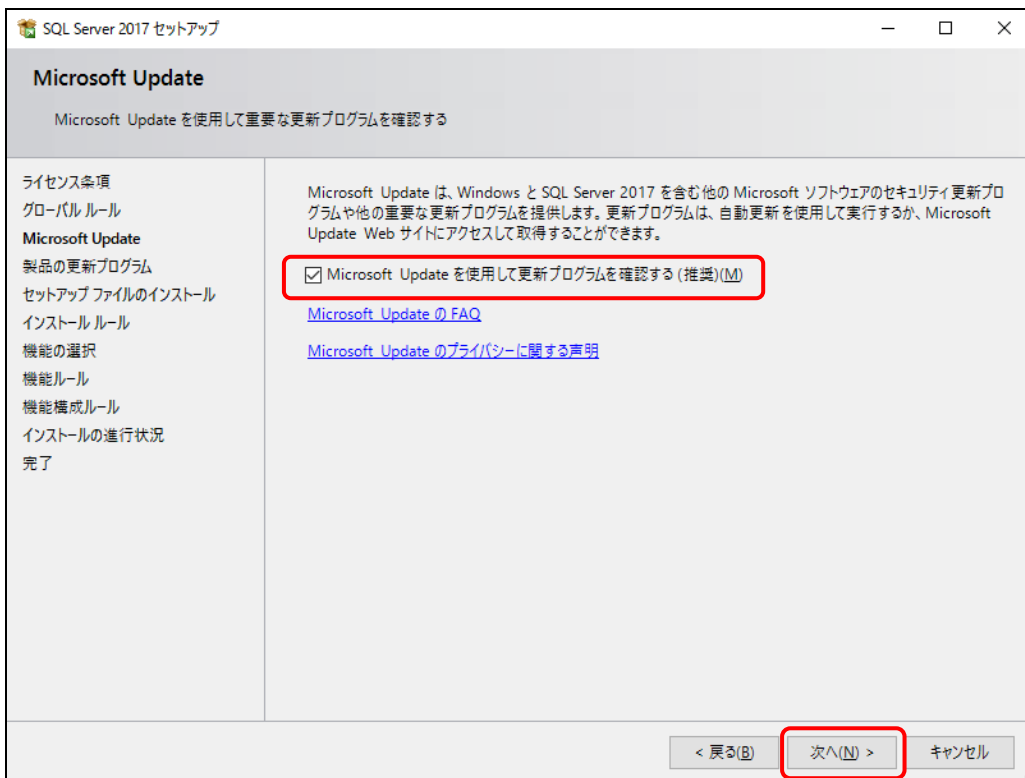 SQL Server 2017 セットアップ
Microsoft Update
Microsoft Update を使用して重要な更新プログラムを確認する
ライセンス条項
グローバル ルール
Microsoft Update
製品の更新プログラム
セットアップ ファイルのインストール
インストール ルール
機能の選択
機能ルール
機能構成ルール
インストールの進行状況
完了
Microsoft Update は、Windows と SQL Server 2017 を含む他の Microsoft ソフトウェアのセキュリティ更新プロ
グラムや他の重要な更新プログラムを提供します。更新プログラムは、自動更新を使用して実行するか、Microsoft
Update Web サイトにアクセスして取得することができます。
Microsoft Update を使用して更新プログラムを確認する (推奨)(M)
Microsoft Update の FAQ
Microsoft Update のプライバシーに関する声明
< 戻る(B)
次へ(N) >
キャンセル